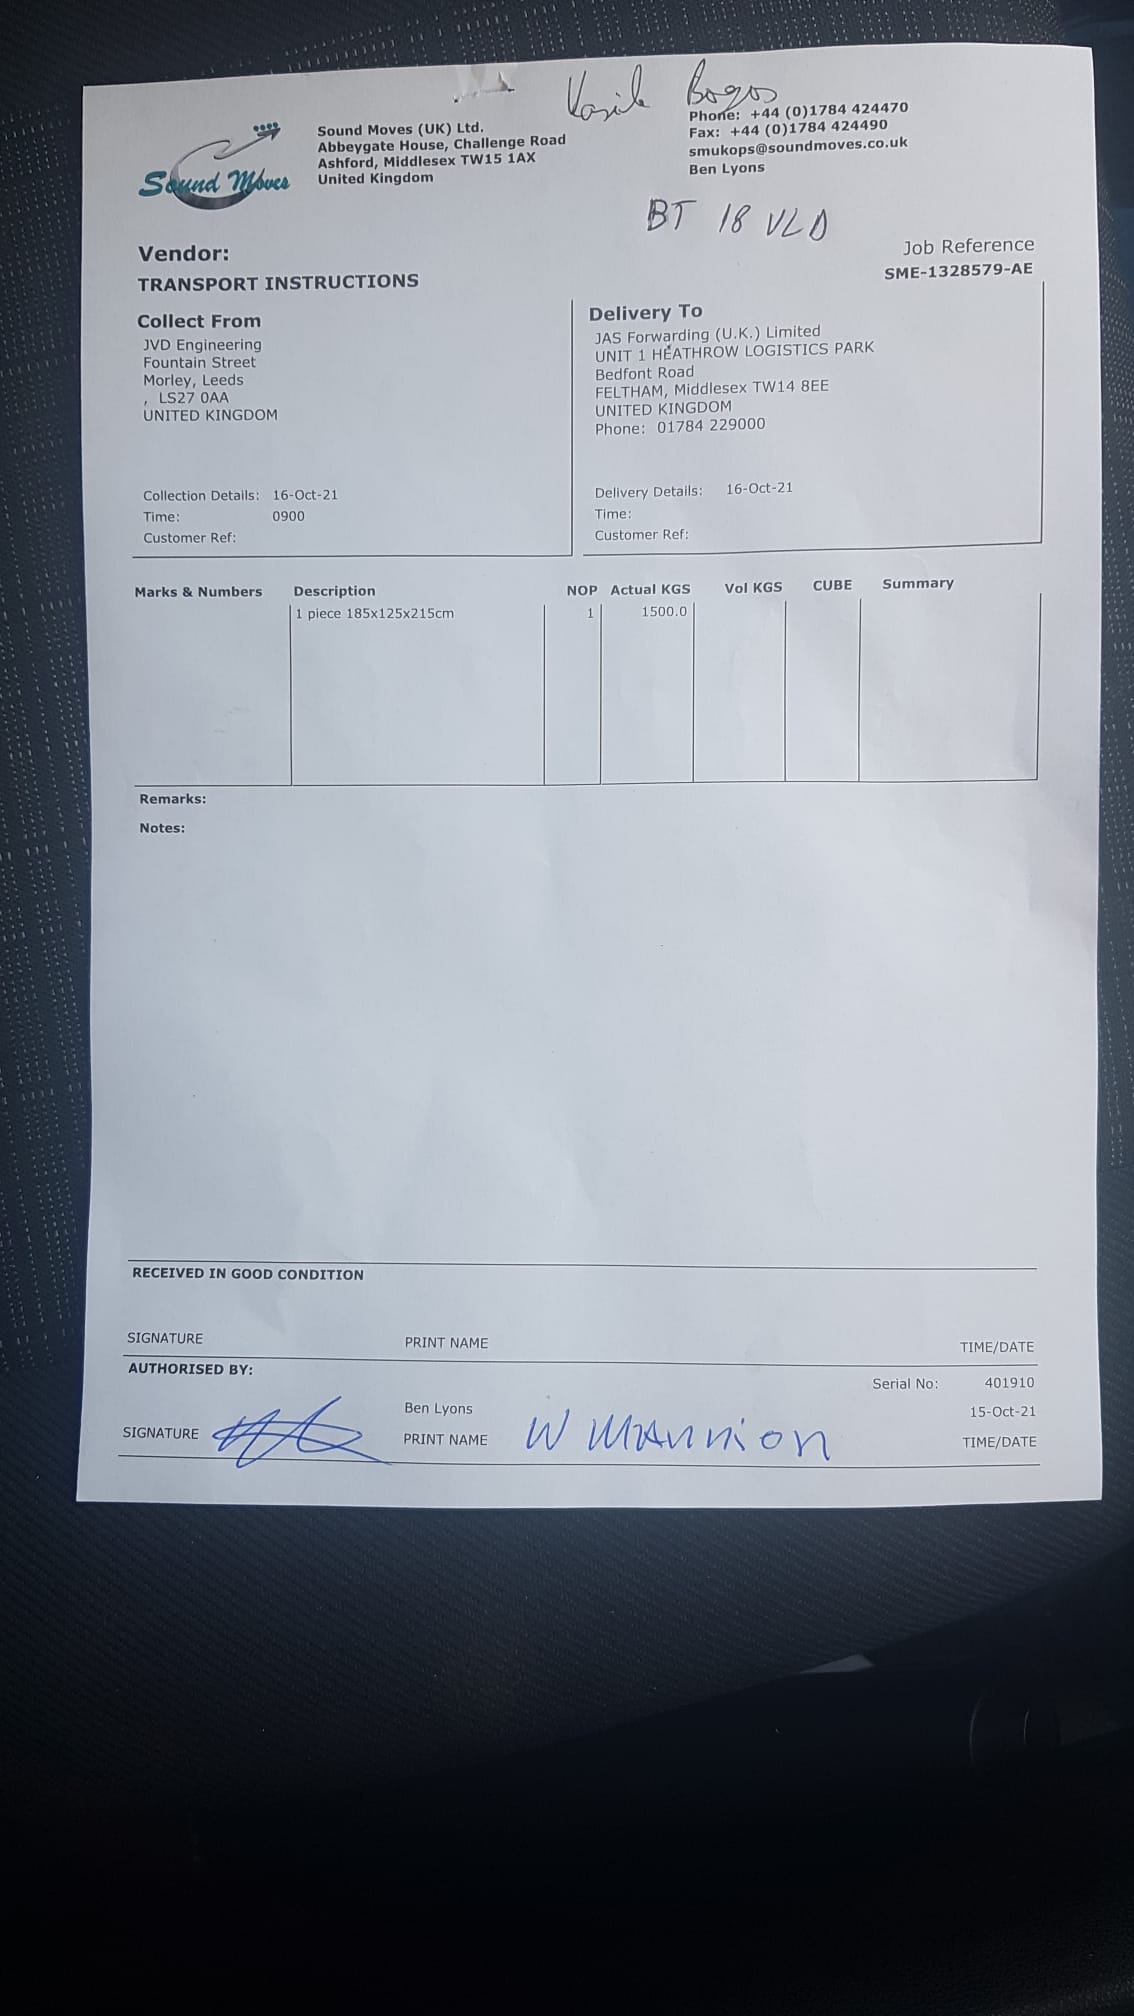 Vasile Bogos
Sound Moves
Sound Moves (UK) Ltd.
Abbeygate House, Challenge Road
Ashford, Middlesex TW15 1AX
United Kingdom
Phone: +44 (0)1784 424470
Fax: +44 (0)1784 424490
smukops@soundmoves.co.uk
Ben Lyons
BT 18 VLD
Vendor:
TRANSPORT INSTRUCTIONS
Job Reference
SME-1328579-AE
Collect From
JVD Engineering
Fountain Street
Morley, Leeds
, LS27 0AA
UNITED KINGDOM
Collection Details: 16-Oct-21
Time: 0900
Customer Ref:
Delivery To
JAS Forwarding (U.K.) Limited
UNIT 1 HEATHROW LOGISTICS PARK
Bedfont Road
FELTHAM, Middlesex TW14 8EE
UNITED KINGDOM
Phone: 01784 229000
Delivery Details: 16-Oct-21
Time:
Customer Ref:
Marks & Numbers Description NOP Actual KGS Vol KGS CUBE Summary
1 piece 185x125x215cm 1 1500.0
Remarks:
Notes:
RECEIVED IN GOOD CONDITION
SIGNATURE PRINT NAME TIME/DATE
AUTHORISED BY:
Serial No: 401910
Ben Lyons 15-Oct-21
SIGNATURE PRINT NAME W MANNION TIME/DATE